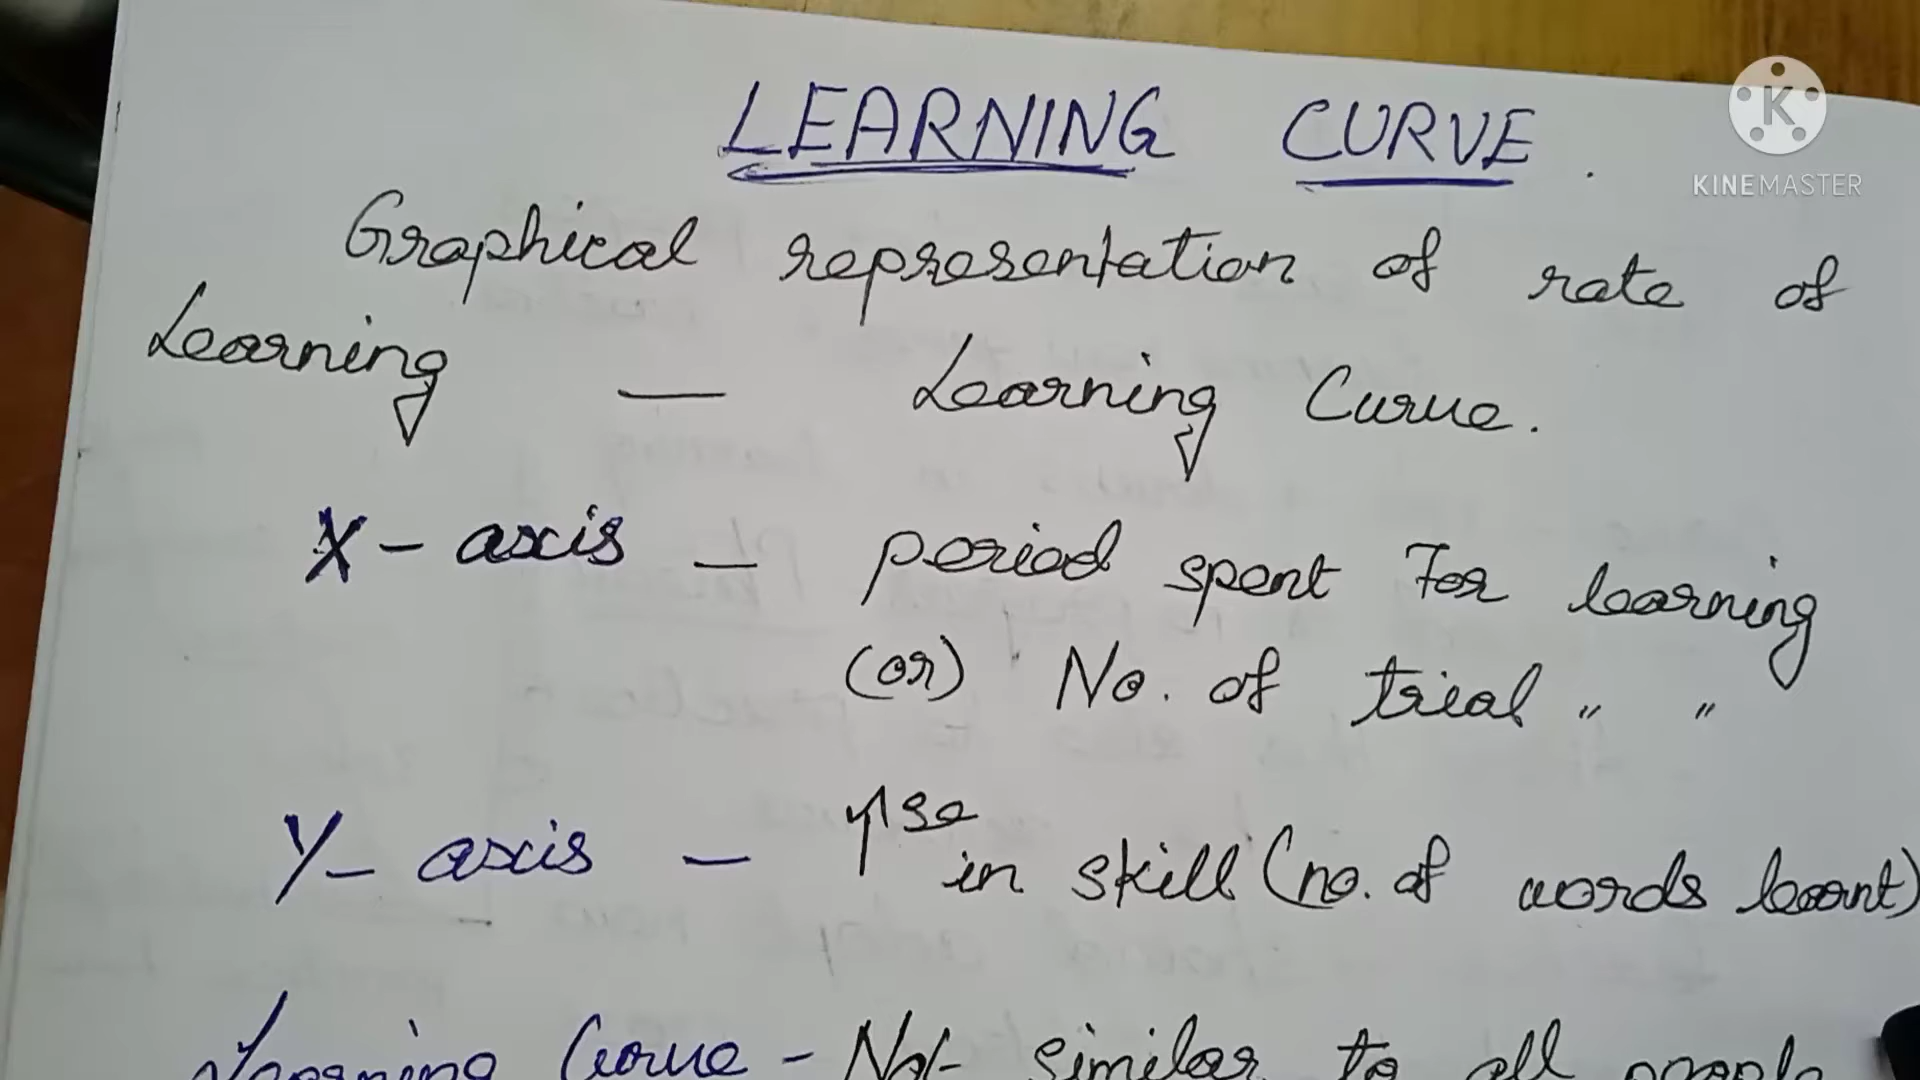 LEARNING CURVE.
K
KINEMASTER
Graphical representation of rate of
Learning — Learning Curve.
X - axis — period spent For learning
(or) No. of trial " "
Y - axis — ↑se in skill (no. of words learnt)
Learning Curve - Not similar to all people